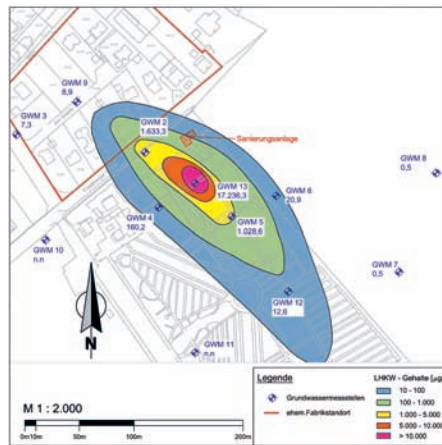 GWM 9
8,9
GWM 3
7,3
GWM 2
1.633,3
Sanierungsanlage
GWM 8
0,5
GWM 13
17.236,3
GWM 6
20,9
GWM 4
160,2
GWM 5
1.028,6
GWM 10
n.n
GWM 7
0,5
GWM 12
12,6
GWM 11
n.n
M 1 : 2.000
0m 10m 50m 100m 200m
Legende
Grundwassermessstellen
ehem. Fabrikstandort
LHKW - Gehalte [µg
10 - 100
100 - 1.000
1.000 - 5.000
5.000 - 10.000
> 10.000